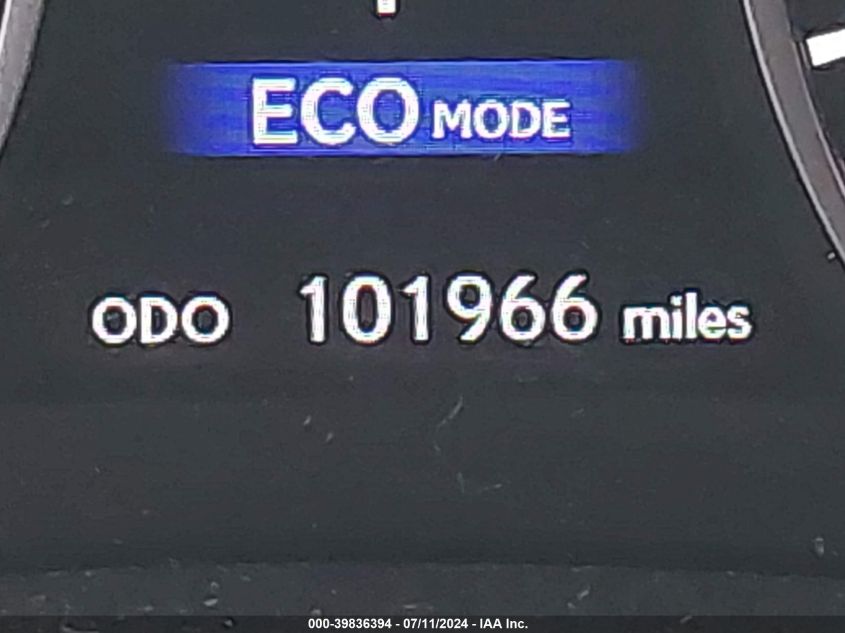 ECO MODE
ODO 101966 miles
000-39836394 - 07/11/2024 - IAA Inc.